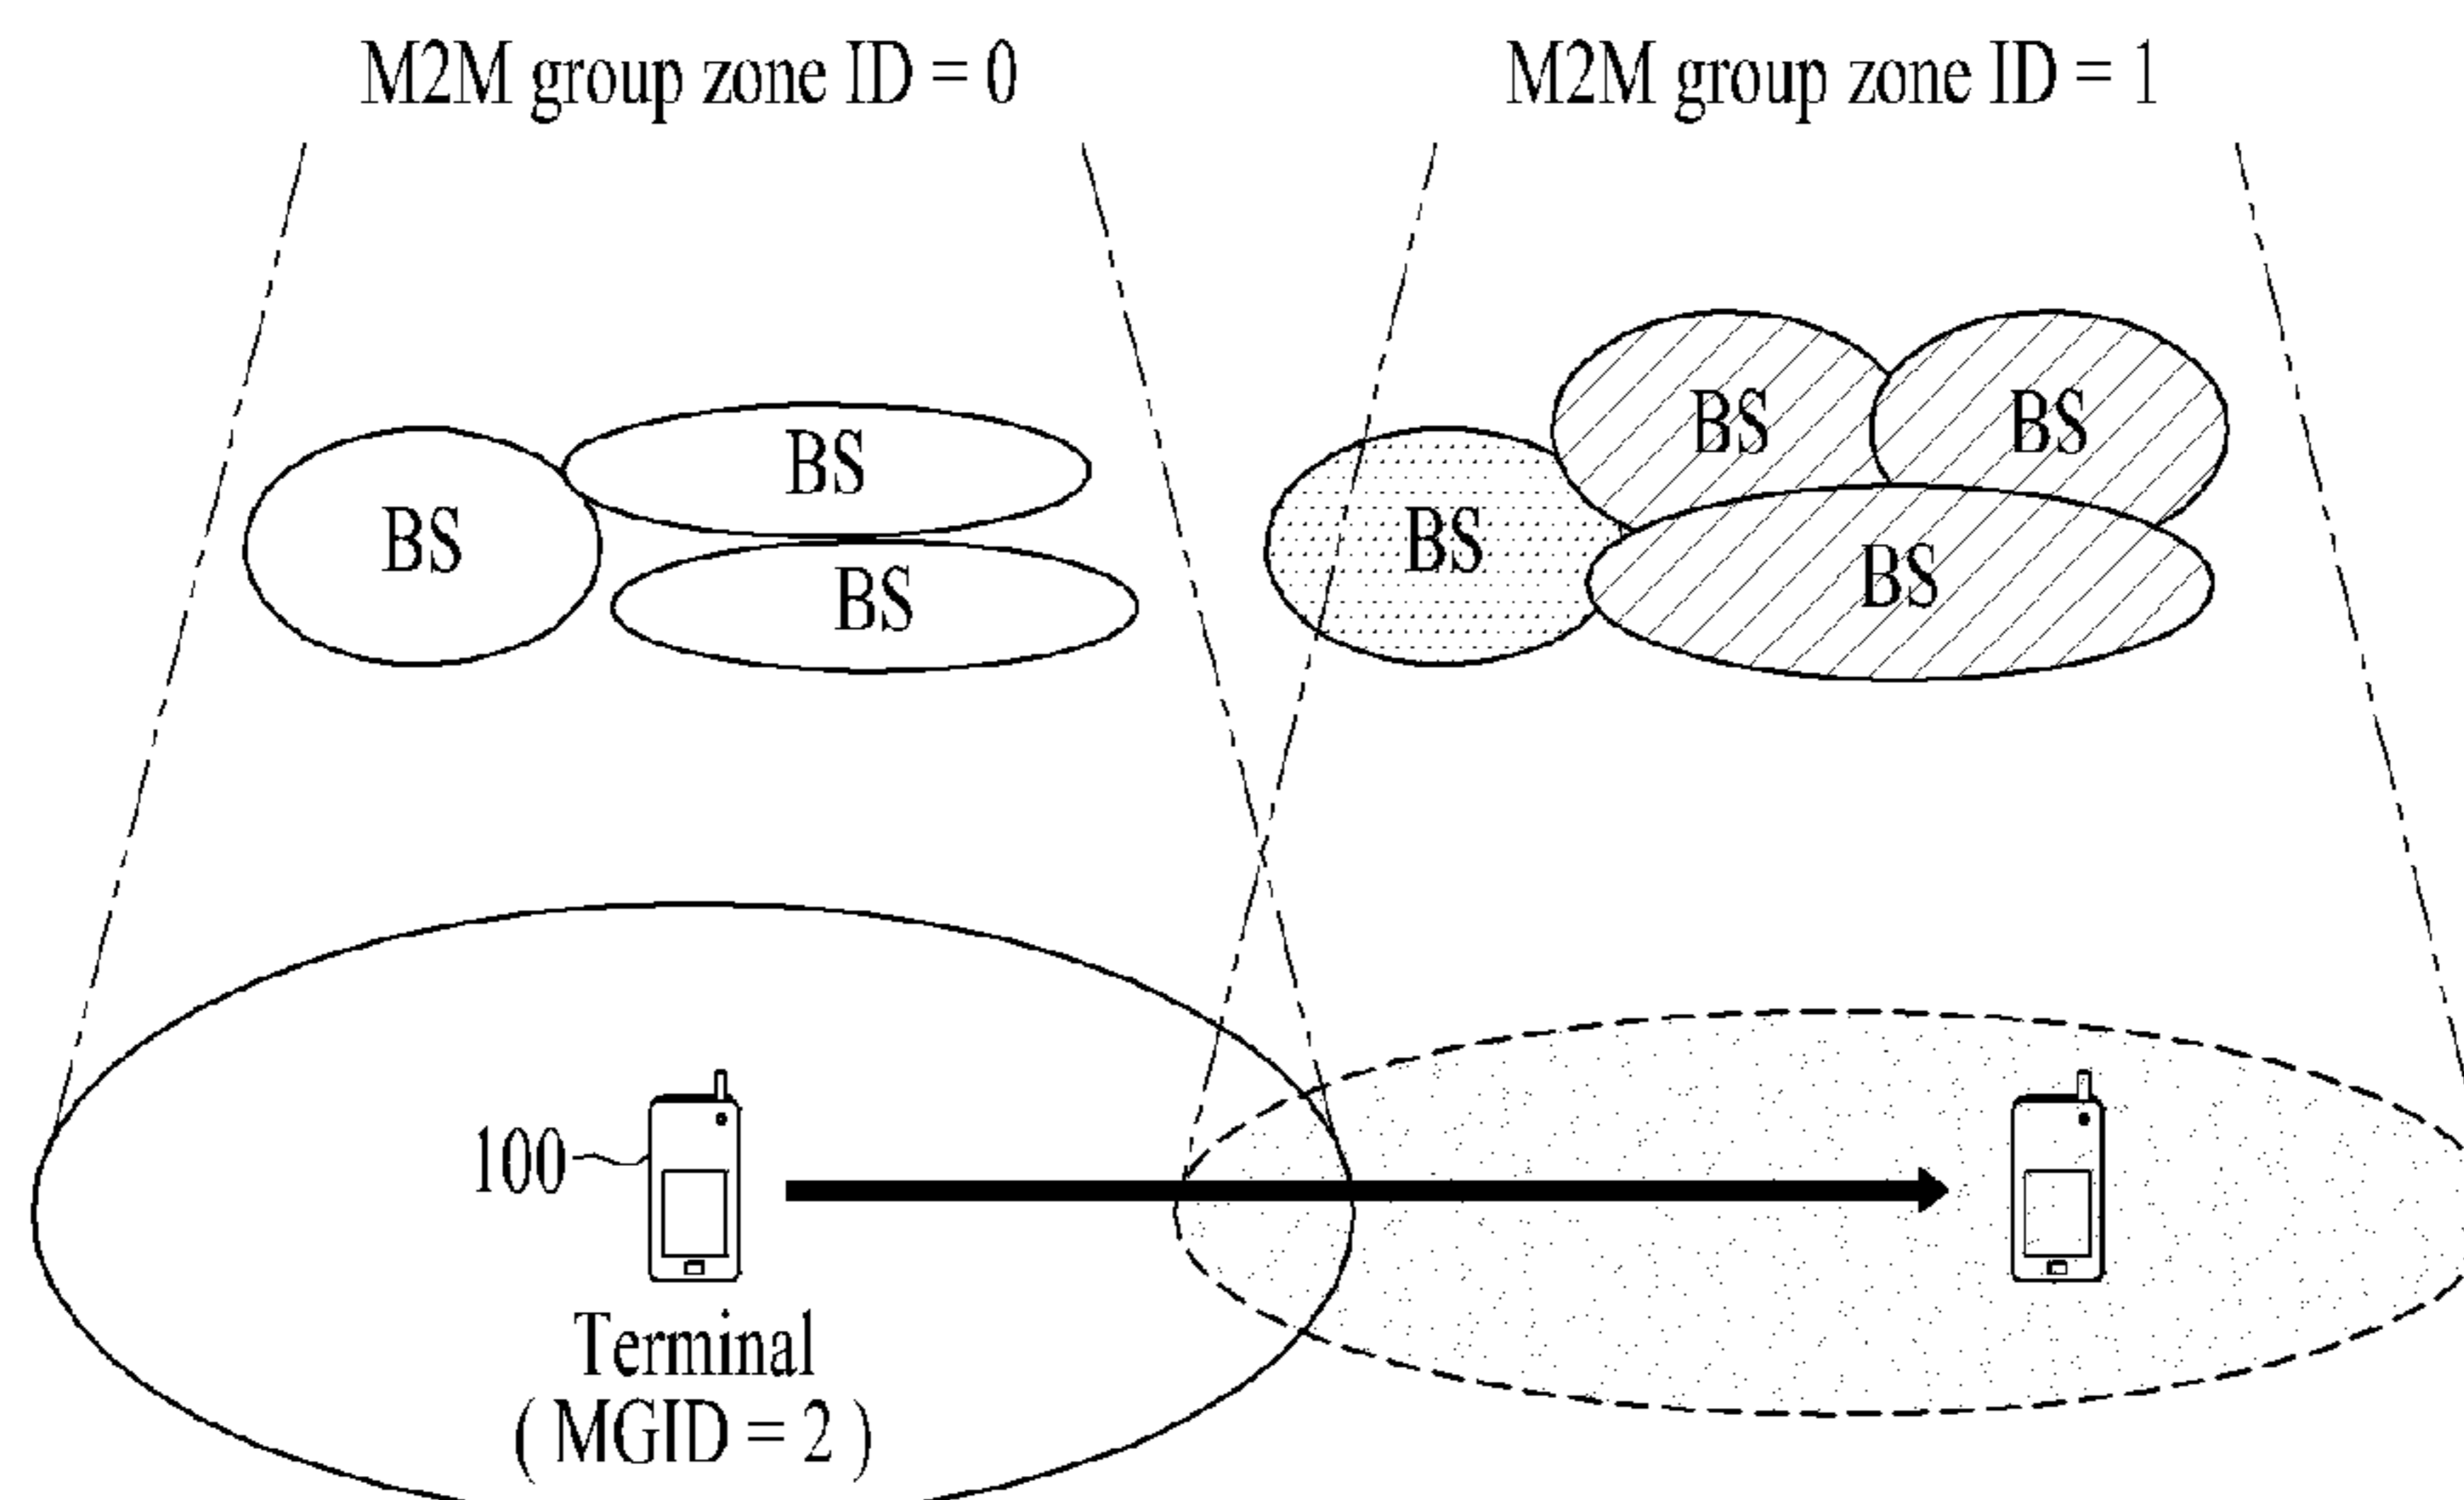 M2M group zone ID = 0
M2M group zone ID = 1
BS
BS
BS
BS
BS
BS
BS
100
Terminal
( MGID = 2 )